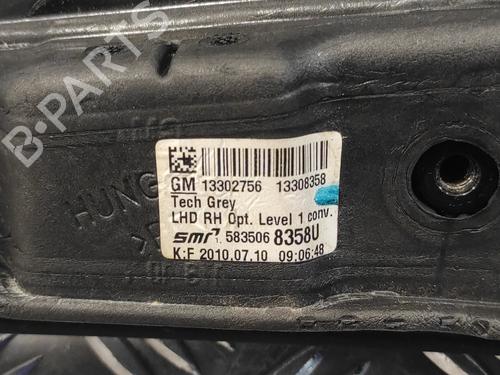 B-PARTS
HUNG
GM 13302756 13308358
Tech Grey
LHD RH Opt. Level 1 conv.
smr 1. 583506 8358U
K:F 2010.07.10 09:06:48